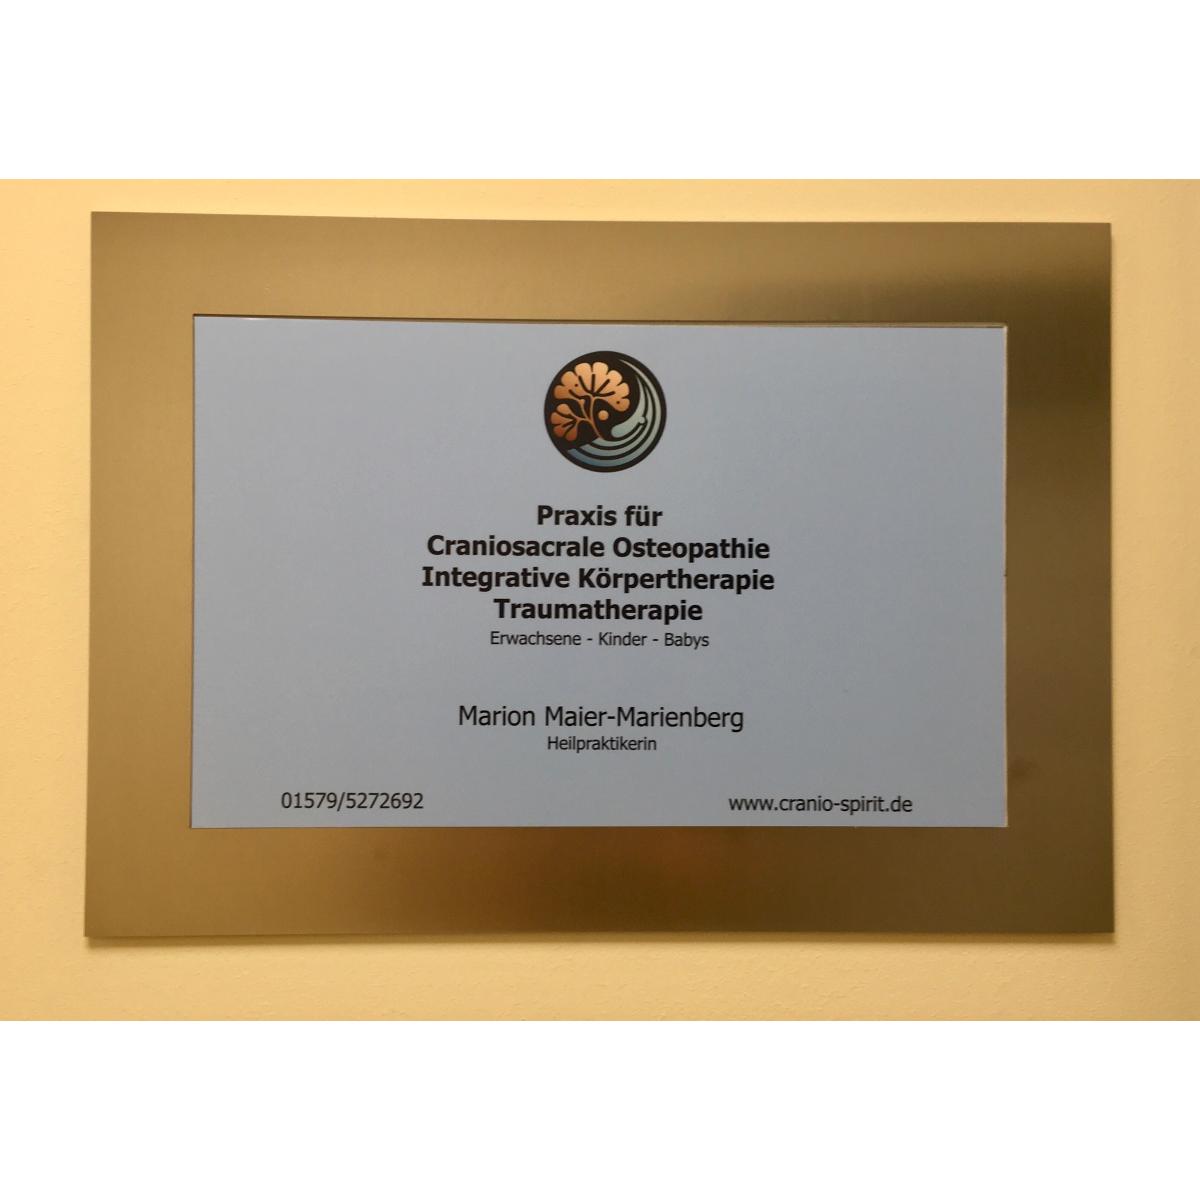 Praxis für
Craniosacrale Osteopathie
Integrative Körpertherapie
Traumatherapie
Erwachsene - Kinder - Babys
Marion Maier-Marienberg
Heilpraktikerin
01579/5272692
www.cranio-spirit.de